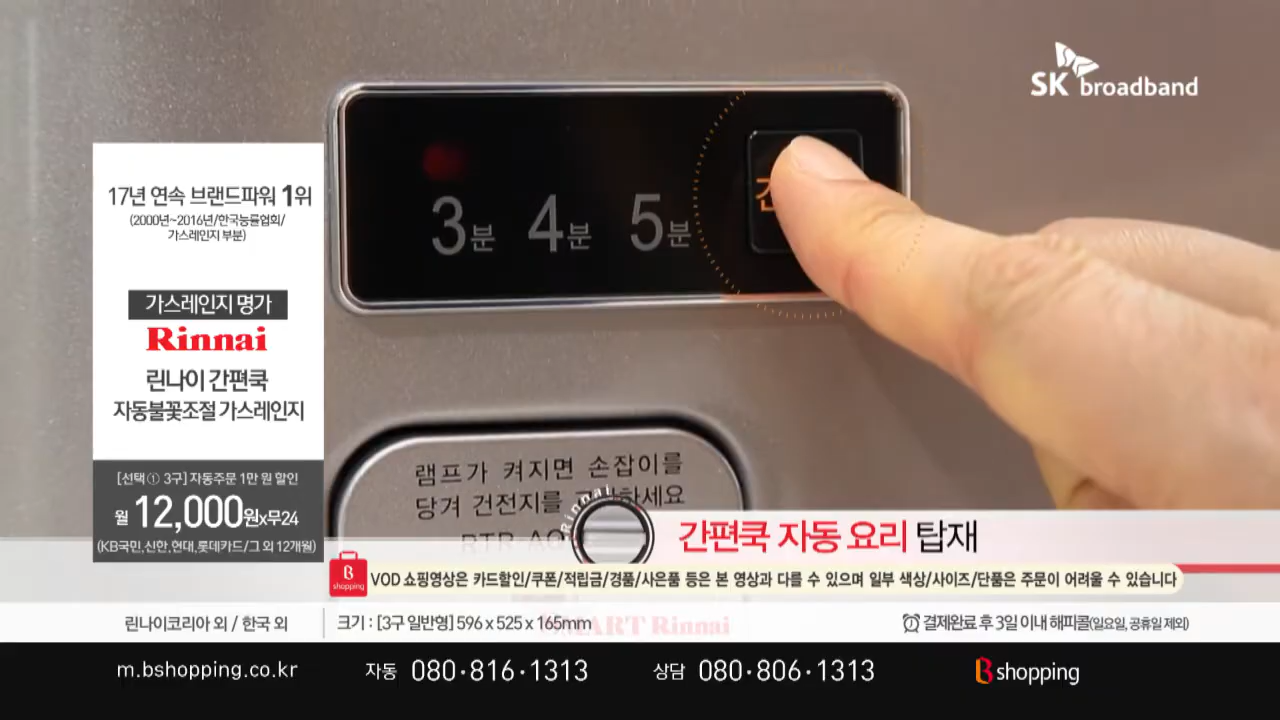 SK broadband
17년 연속 브랜드파워 1위
(2000년~2016년/한국능률협회/
가스레인지 부분)
가스레인지 명가
Rinnai
린나이 간편쿡
자동불꽃조절 가스레인지
[선택① 3구] 자동주문 1만 원 할인
월 12,000원x무24
(KB국민,신한,현대,롯데카드/그 외 12개월)
3분 4분 5분
램프가 켜지면 손잡이를
당겨 건전지를
Rinnai
간편쿡 자동 요리 탑재
B shopping
VOD 쇼핑영상은 카드할인/쿠폰/적립금/경품/사은품 등은 본 영상과 다를 수 있으며 일부 색상/사이즈/단품은 주문이 어려울 수 있습니다
린나이코리아 외 / 한국 외
크기 : [3구 일반형] 596 x 525 x 165mm
결제완료 후 3일 이내 해피콜(일요일, 공휴일 제외)
m.bshopping.co.kr
자동 080·816·1313
상담 080·806·1313
B shopping